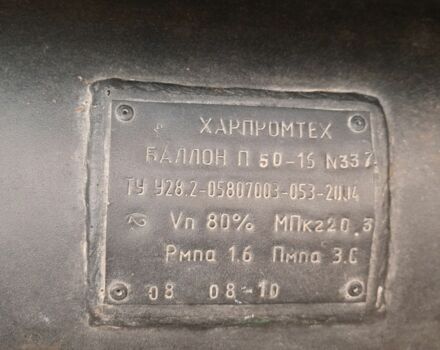 ХАРПРОМТЕХ
БАЛЛОН П 50-16 N337
ТУ У28.2-05807003-053-2004
Vп 80% МПкг20.3
Рмпа 1.6 Пмпа 3.0
08 08-10